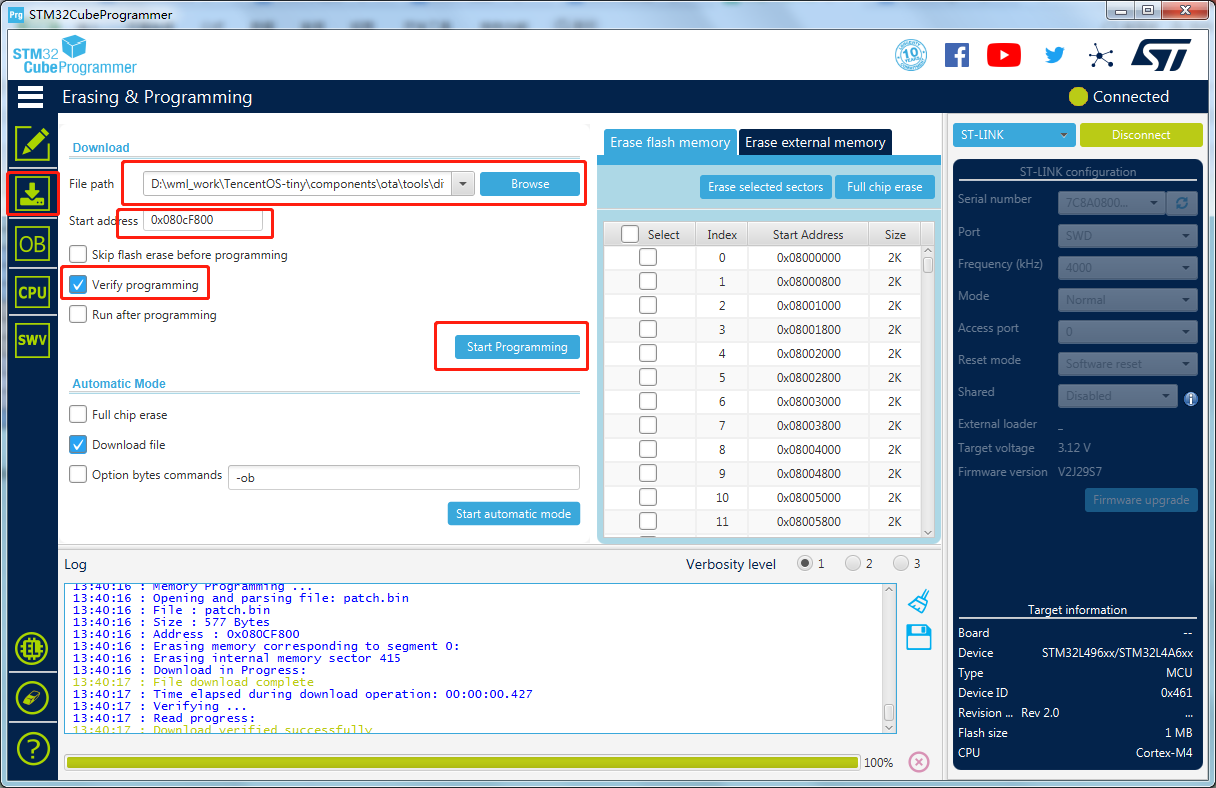 Prg STM32CubeProgrammer
STM32
CubeProgrammer
10
ST
Erasing & Programming
Connected
OB
CPU
SWV
Download
File path D:\wml_work\TencentOS-tiny\components\ota\tools\di Browse
Start address 0x080cF800
Skip flash erase before programming
Verify programming
Run after programming
Start Programming
Automatic Mode
Full chip erase
Download file
Option bytes commands -ob
Start automatic mode
Erase flash memory Erase external memory
Erase selected sectors Full chip erase
Select Index Start Address Size
0 0x08000000 2K
1 0x08000800 2K
2 0x08001000 2K
3 0x08001800 2K
4 0x08002000 2K
5 0x08002800 2K
6 0x08003000 2K
7 0x08003800 2K
8 0x08004000 2K
9 0x08004800 2K
10 0x08005000 2K
11 0x08005800 2K
Log
Verbosity level 1 2 3
13:40:16 : Memory Programming ...
13:40:16 : Opening and parsing file: patch.bin
13:40:16 : File : patch.bin
13:40:16 : Size : 577 Bytes
13:40:16 : Address : 0x080CF800
13:40:16 : Erasing memory corresponding to segment 0:
13:40:16 : Erasing internal memory sector 415
13:40:16 : Download in Progress:
13:40:17 : File download complete
13:40:17 : Time elapsed during download operation: 00:00:00.427
13:40:17 : Verifying ...
13:40:17 : Read progress:
13:40:17 : Download verified successfully
100%
ST-LINK Disconnect
ST-LINK configuration
Serial number 7C8A0800...
Port SWD
Frequency (kHz) 4000
Mode Normal
Access port 0
Reset mode Software reset
Shared Disabled
External loader _
Target voltage 3.12 V
Firmware version V2J29S7
Firmware upgrade
Target information
Board --
Device STM32L496xx/STM32L4A6xx
Type MCU
Device ID 0x461
Revision ... Rev 2.0 ...
Flash size 1 MB
CPU Cortex-M4